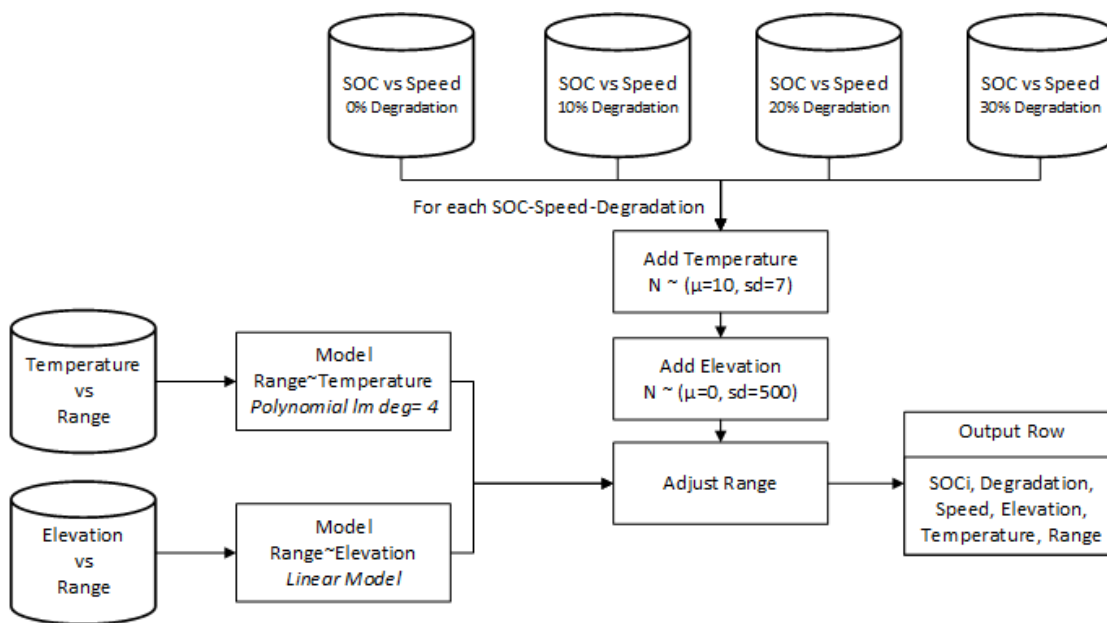 SOC vs Speed
0% Degradation
SOC vs Speed
10% Degradation
SOC vs Speed
20% Degradation
SOC vs Speed
30% Degradation
For each SOC-Speed-Degradation
Add Temperature
N ~ (μ=10, sd=7)
Temperature
vs
Range
Model
Range~Temperature
Polynomial lm deg= 4
Add Elevation
N ~ (μ=0, sd=500)
Elevation
vs
Range
Model
Range~Elevation
Linear Model
Adjust Range
Output Row
SOCi, Degradation,
Speed, Elevation,
Temperature, Range